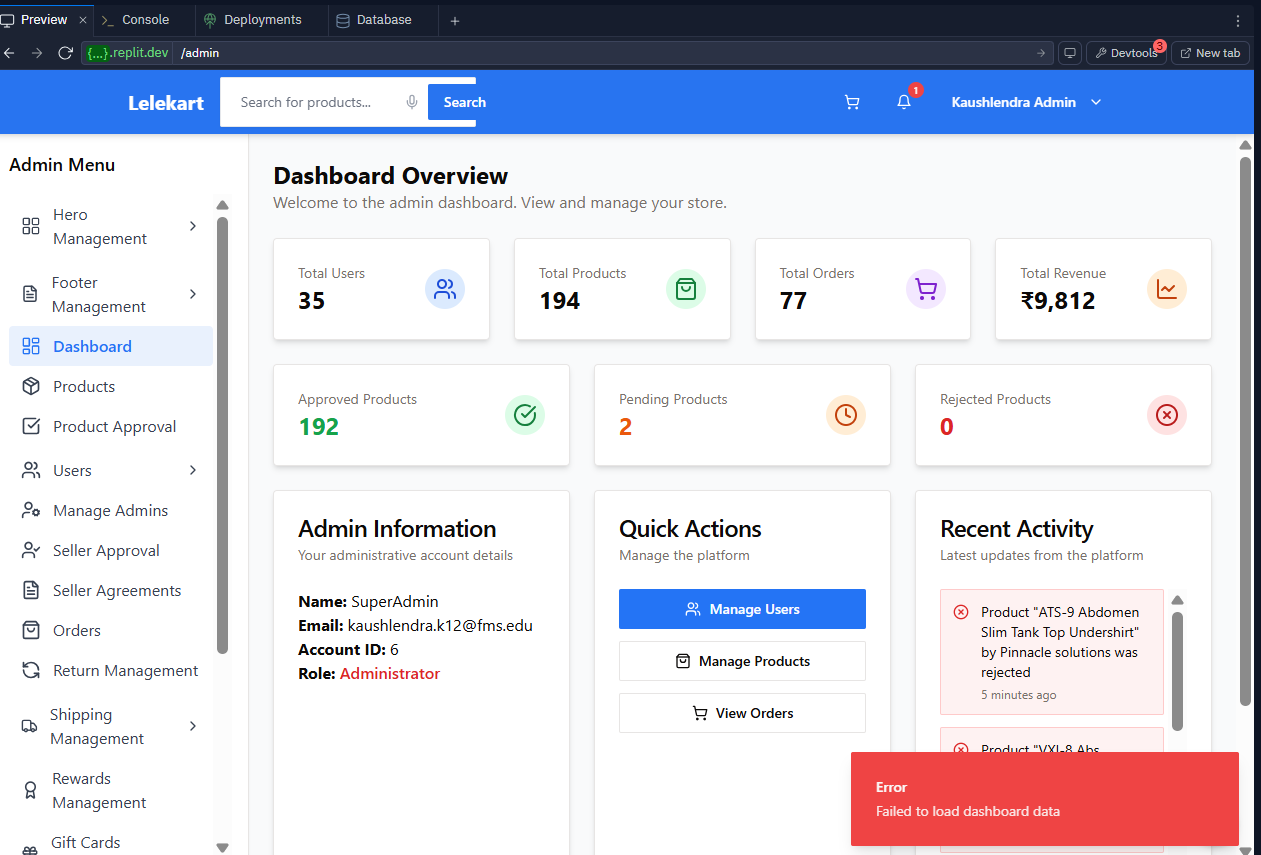 Preview
Console
Deployments
Database
{...}.replit.dev /admin
Devtools
3
New tab
Lelekart
Search for products...
Search
1
Kaushlendra Admin
Admin Menu
Hero
Management
Footer
Management
Dashboard
Products
Product Approval
Users
Manage Admins
Seller Approval
Seller Agreements
Orders
Return Management
Shipping
Management
Rewards
Management
Gift Cards
Dashboard Overview
Welcome to the admin dashboard. View and manage your store.
Total Users
35
Total Products
194
Total Orders
77
Total Revenue
₹9,812
Approved Products
192
Pending Products
2
Rejected Products
0
Admin Information
Your administrative account details
Name: SuperAdmin
Email: kaushlendra.k12@fms.edu
Account ID: 6
Role: Administrator
Quick Actions
Manage the platform
Manage Users
Manage Products
View Orders
Recent Activity
Latest updates from the platform
Product "ATS-9 Abdomen
Slim Tank Top Undershirt"
by Pinnacle solutions was
rejected
5 minutes ago
Product "VXI-8 Abs
Error
Failed to load dashboard data